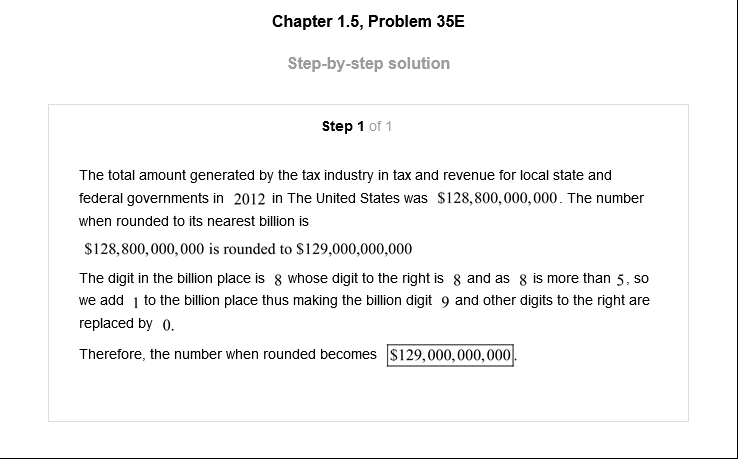 Chapter 1.5, Problem 35E
Step-by-step solution
Step 1 of 1
The total amount generated by the tax industry in tax and revenue for local state and
federal governments in 2012 in The United States was $128,800,000,000. The number
when rounded to its nearest billion is
$128,800,000,000 is rounded to $129,000,000,000
The digit in the billion place is 8 whose digit to the right is 8 and as 8 is more than 5, so
we add 1 to the billion place thus making the billion digit 9 and other digits to the right are
replaced by 0.
Therefore, the number when rounded becomes $129,000,000,000.